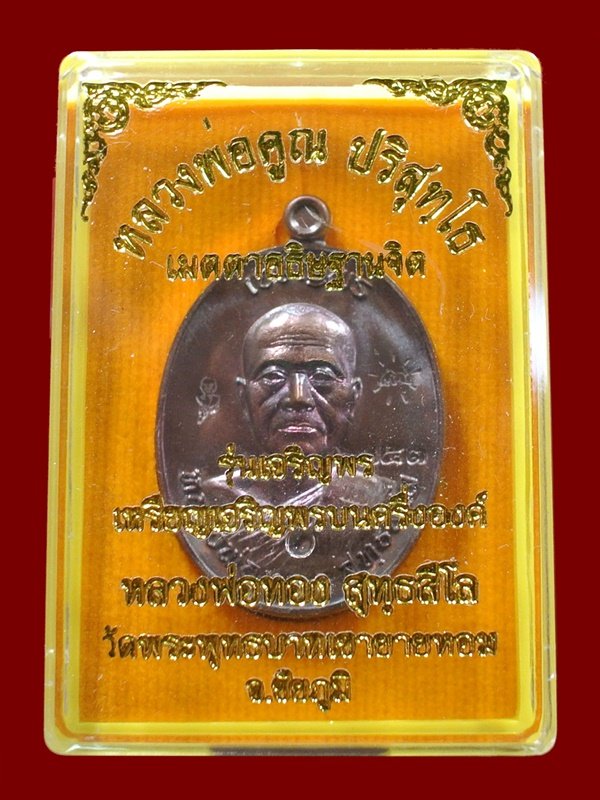 หลวงพ่อคูณ ปริสุทฺโธ
เมตตาอธิษฐานจิต
รุ่นเจริญพร
เหรียญเจริญพรบนครึ่งองค์
หลวงพ่อทอง สุทฺธสีโล
วัดพระพุทธบาทเขายายหอม
จ.ชัยภูมิ